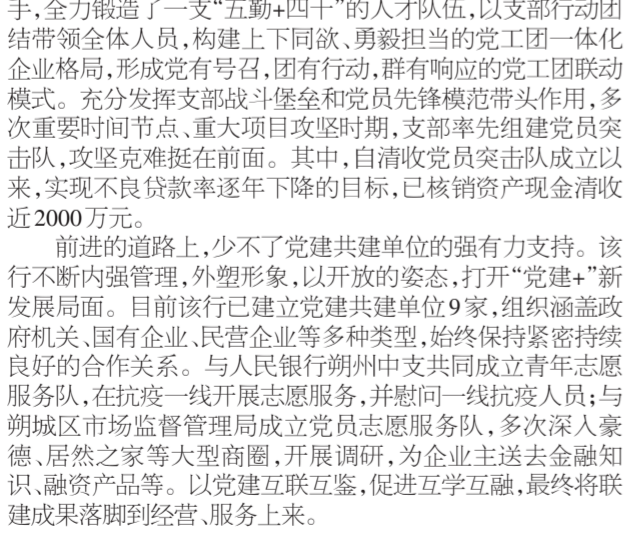 手,全力锻造了一支“五勤+四十”的人才队伍,以支部行动团
结带领全体人员,构建上下同欲、勇毅担当的党工团一体化
企业格局,形成党有号召,团有行动,群有响应的党工团联动
模式。充分发挥支部战斗堡垒和党员先锋模范带头作用,多
次重要时间节点、重大项目攻坚时期,支部率先组建党员突
击队,攻坚克难挺在前面。其中,自清收党员突击队成立以
来,实现不良贷款率逐年下降的目标,已核销资产现金清收
近2000万元。
前进的道路上,少不了党建共建单位的强有力支持。该
行不断内强管理,外塑形象,以开放的姿态,打开“党建+”新
发展局面。目前该行已建立党建共建单位9家,组织涵盖政
府机关、国有企业、民营企业等多种类型,始终保持紧密持续
良好的合作关系。与人民银行朔州中支共同成立青年志愿
服务队,在抗疫一线开展志愿服务,并慰问一线抗疫人员;与
朔城区市场监督管理局成立党员志愿服务队,多次深入豪
德、居然之家等大型商圈,开展调研,为企业主送去金融知
识、融资产品等。以党建互联互鉴,促进互学互融,最终将联
建成果落脚到经营、服务上来。